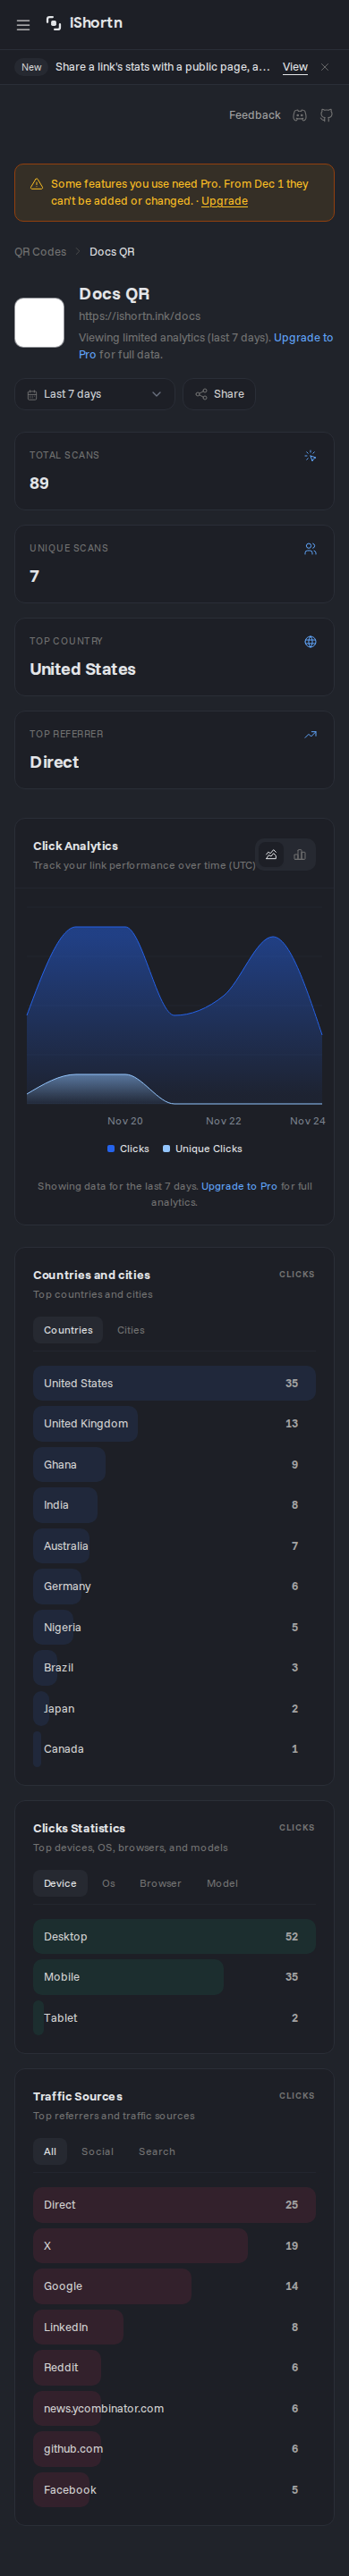 IShortn
New Share a link's stats with a public page, a... View
Feedback
Some features you use need Pro. From Dec 1 they
can't be added or changed. · Upgrade
QR Codes Docs QR
Docs QR
https://ishortn.ink/docs
Viewing limited analytics (last 7 days). Upgrade to
Pro for full data.
Last 7 days Share
TOTAL SCANS
89
UNIQUE SCANS
7
TOP COUNTRY
United States
TOP REFERRER
Direct
Click Analytics
Track your link performance over time (UTC)
Nov 20 Nov 22 Nov 24
Clicks Unique Clicks
Showing data for the last 7 days. Upgrade to Pro for full
analytics.
Countries and cities CLICKS
Top countries and cities
Countries Cities
United States 35
United Kingdom 13
Ghana 9
India 8
Australia 7
Germany 6
Nigeria 5
Brazil 3
Japan 2
Canada 1
Clicks Statistics CLICKS
Top devices, OS, browsers, and models
Device Os Browser Model
Desktop 52
Mobile 35
Tablet 2
Traffic Sources CLICKS
Top referrers and traffic sources
All Social Search
Direct 25
X 19
Google 14
LinkedIn 8
Reddit 6
news.ycombinator.com 6
github.com 6
Facebook 5